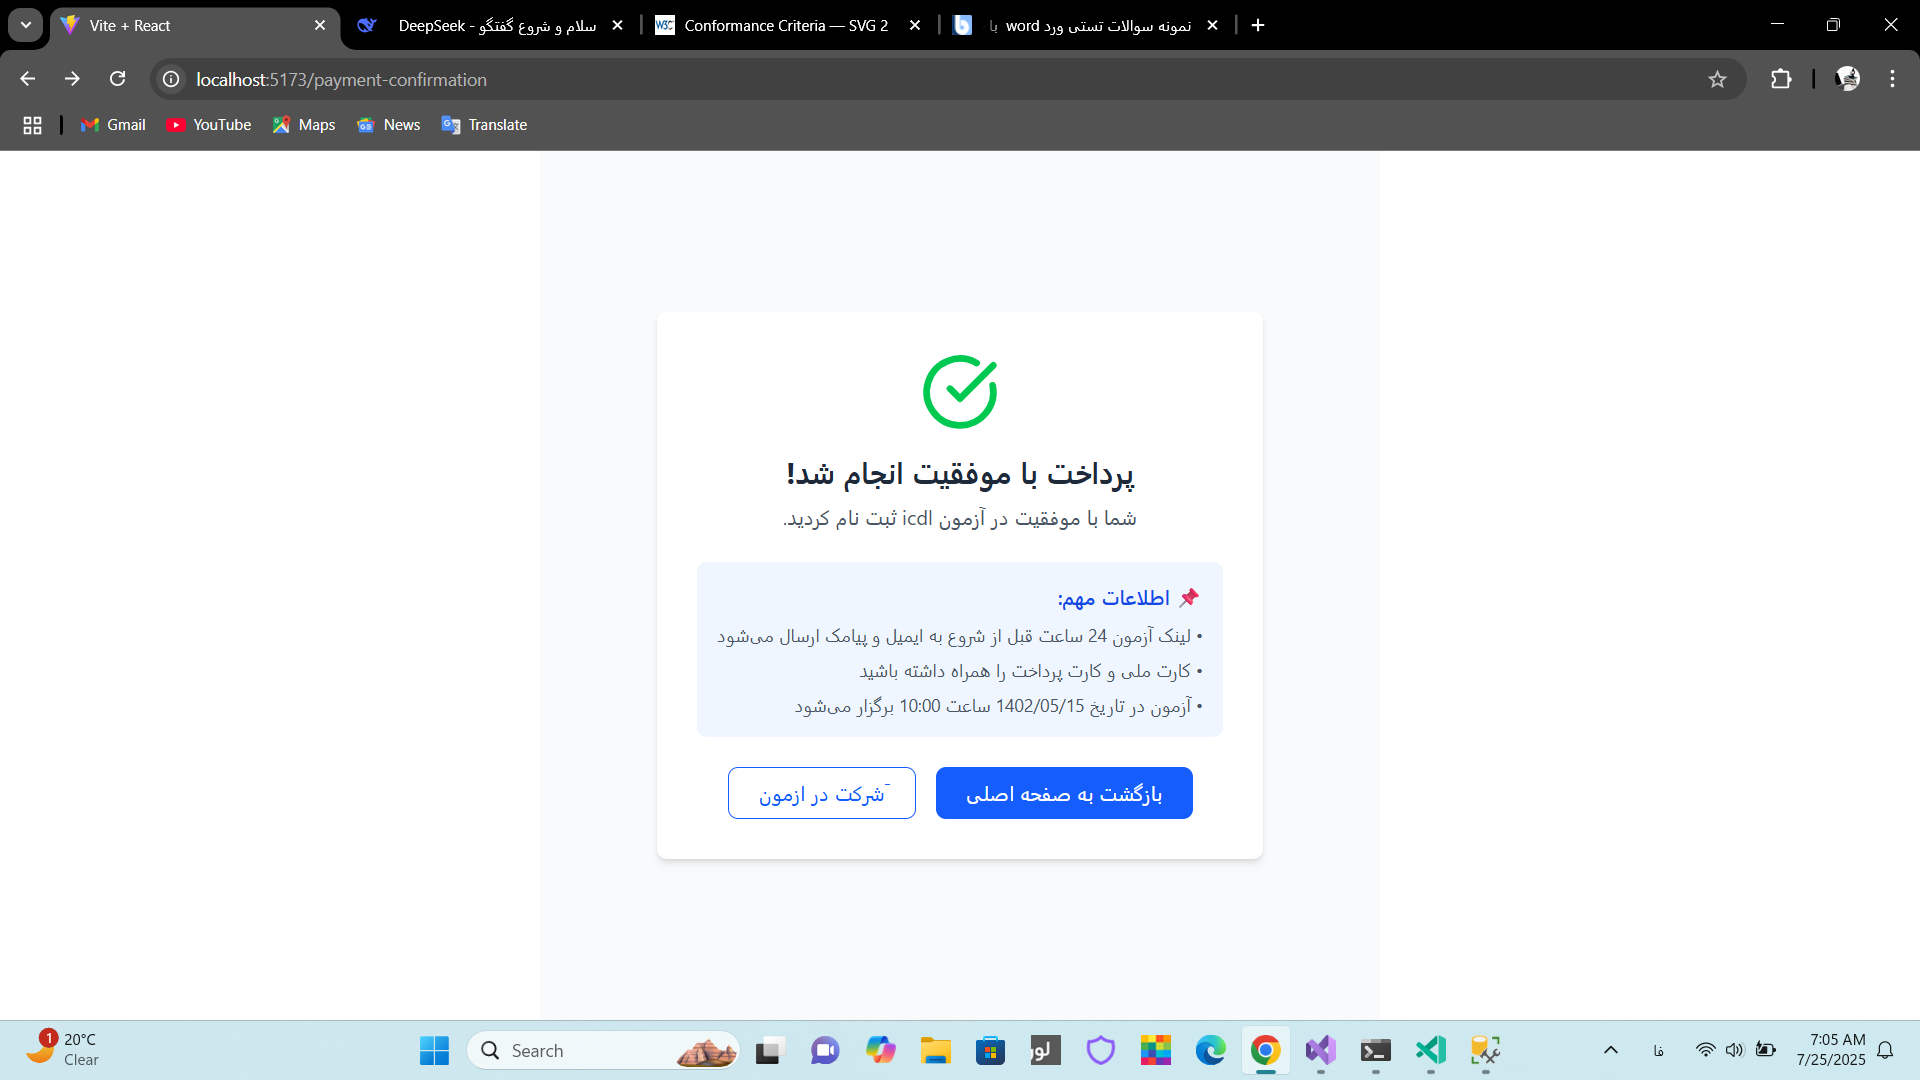 Vite + React
DeepSeek - سلام و شروع گفتگو
Conformance Criteria — SVG 2
نمونه سوالات تستی ورد word با
localhost:5173/payment-confirmation
Gmail
YouTube
Maps
News
Translate
پرداخت با موفقیت انجام شد!
شما با موفقیت در آزمون icdl ثبت نام کردید.
📌 اطلاعات مهم:
• لینک آزمون 24 ساعت قبل از شروع به ایمیل و پیامک ارسال می‌شود
• کارت ملی و کارت پرداخت را همراه داشته باشید
• آزمون در تاریخ 1402/05/15 ساعت 10:00 برگزار می‌شود
بازگشت به صفحه اصلی
شرکت در ازمون
1
20°C
Clear
Search
لور
فا
7:05 AM
7/25/2025